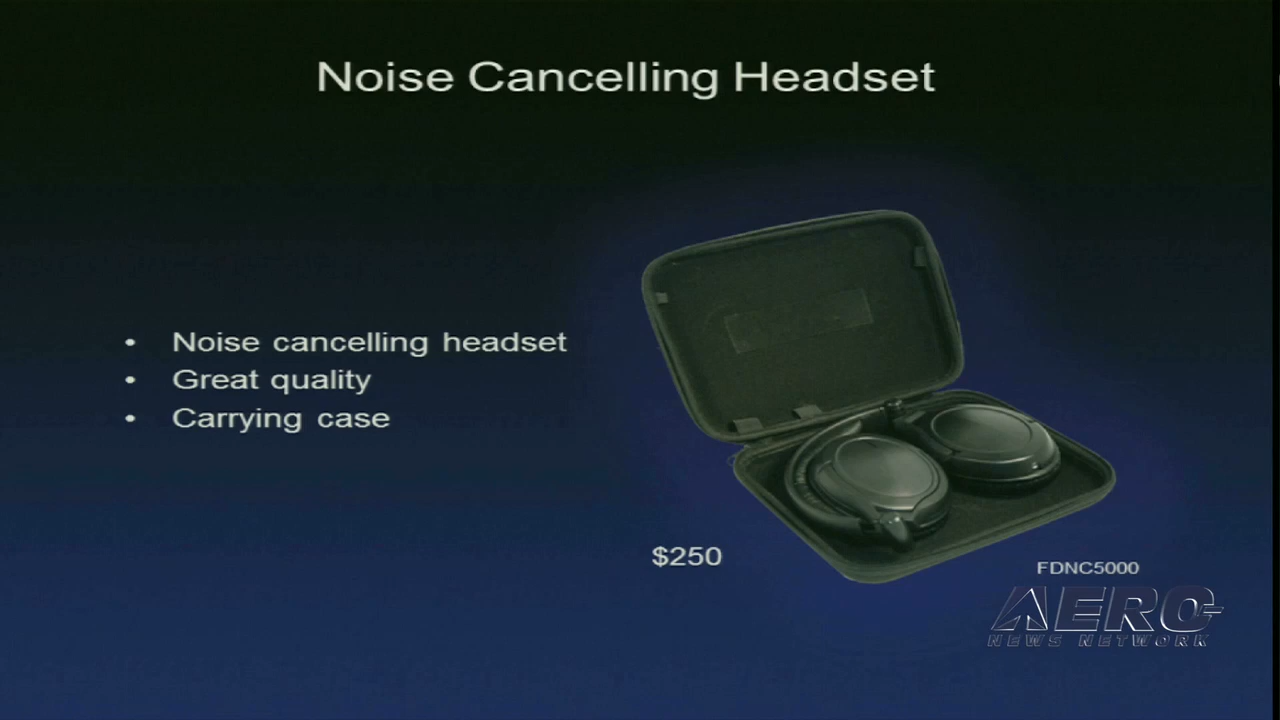 Noise Cancelling Headset
• Noise cancelling headset
• Great quality
• Carrying case
$250
FDNC5000
AERO
NEWS NETWORK